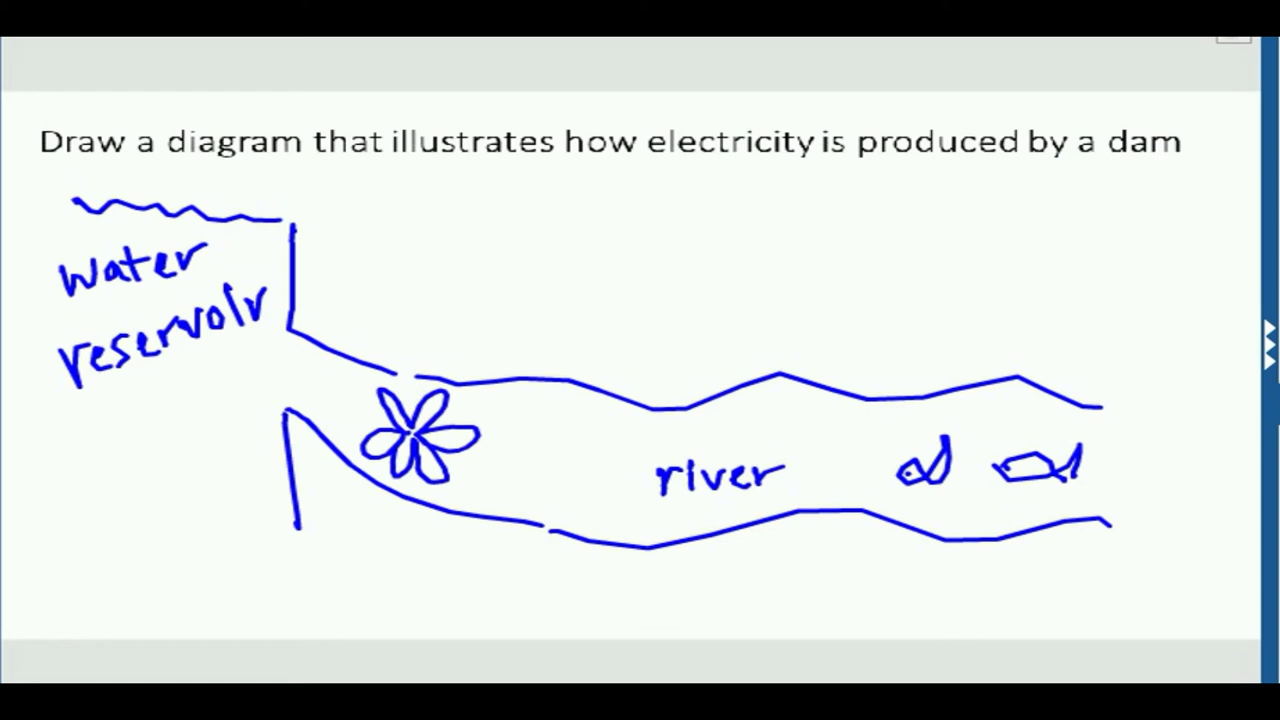 Draw a diagram that illustrates how electricity is produced by a dam
water
reservoir
river